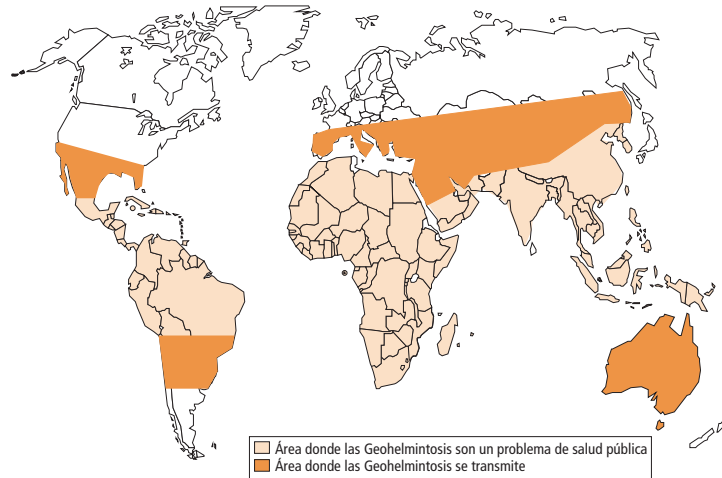 Área donde las Geohelmintosis son un problema de salud pública
Área donde las Geohelmintosis se transmite